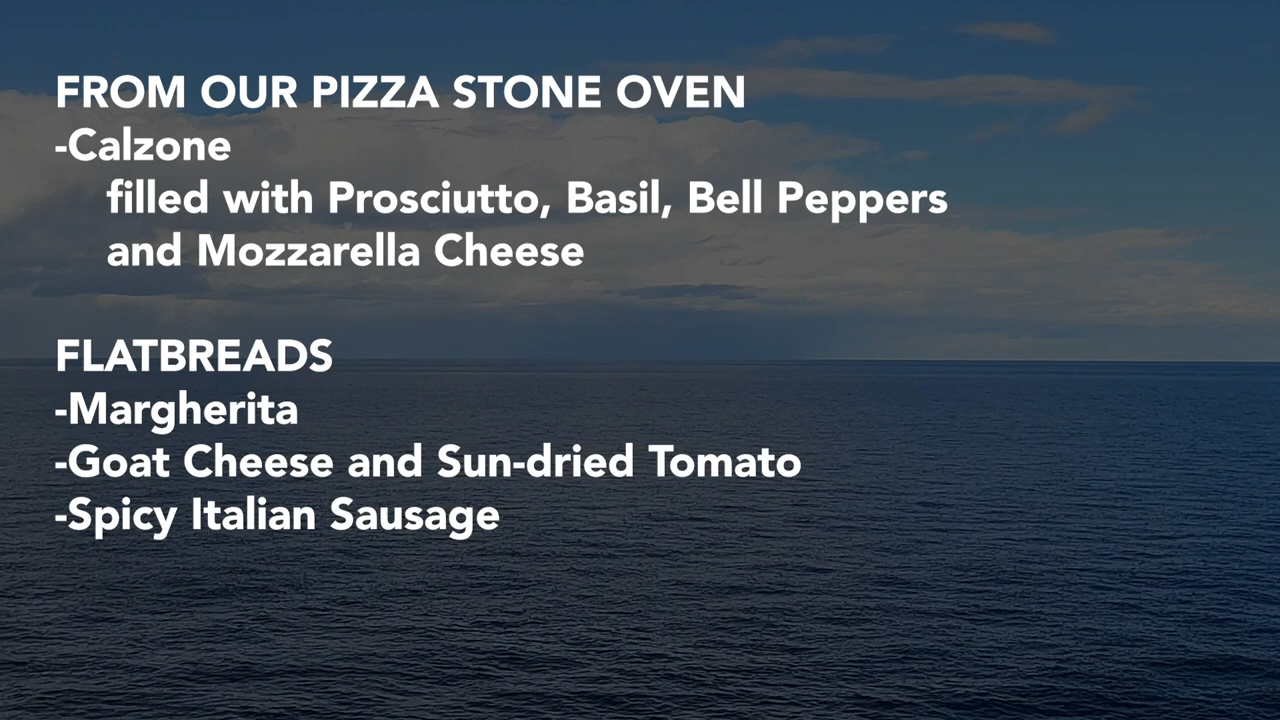 FROM OUR PIZZA STONE OVEN
-Calzone
filled with Prosciutto, Basil, Bell Peppers
and Mozzarella Cheese
FLATBREADS
-Margherita
-Goat Cheese and Sun-dried Tomato
-Spicy Italian Sausage